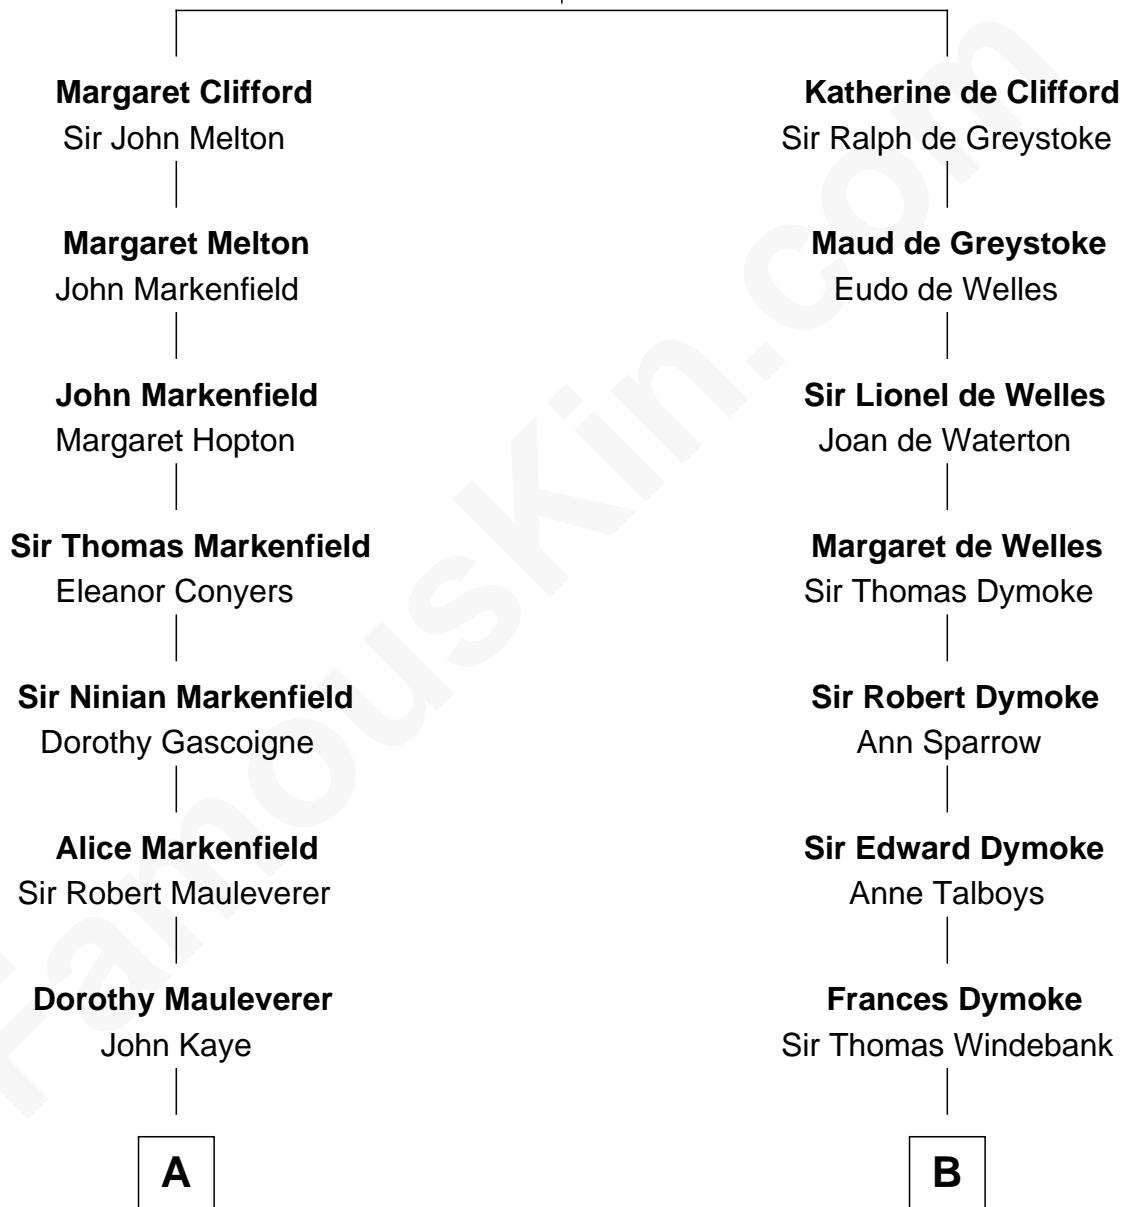 Margaret Clifford
Sir John Melton
Margaret Melton
John Markenfield
John Markenfield
Margaret Hopton
Sir Thomas Markenfield
Eleanor Conyers
Sir Ninian Markenfield
Dorothy Gascoigne
Alice Markenfield
Sir Robert Mauleverer
Dorothy Mauleverer
John Kaye
A
Katherine de Clifford
Sir Ralph de Greystoke
Maud de Greystoke
Eudo de Welles
Sir Lionel de Welles
Joan de Waterton
Margaret de Welles
Sir Thomas Dymoke
Sir Robert Dymoke
Ann Sparrow
Sir Edward Dymoke
Anne Talboys
Frances Dymoke
Sir Thomas Windebank
B
FamousKin.com